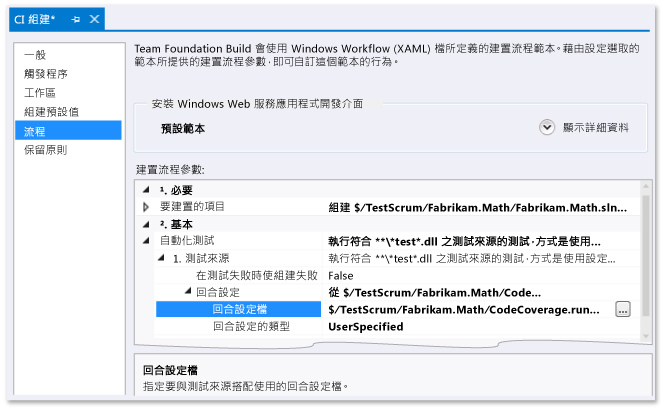 CI 組建*
一般
觸發程序
工作區
組建預設值
流程
保留原則
Team Foundation Build 會使用 Windows Workflow (XAML) 檔所定義的建置流程範本。藉由設定選取的
範本所提供的建置流程參數，即可自訂這個範本的行為。
安裝 Windows Web 服務應用程式開發介面
預設範本
顯示詳細資料
建置流程參數:
1. 必要
要建置的項目 組建 $/TestScrum/Fabrikam.Math/Fabrikam.Math.sln...
2. 基本
自動化測試 執行符合 **\*test*.dll 之測試來源的測試，方式是使用...
1. 測試來源 執行符合 **\*test*.dll 之測試來源的測試，方式是使用設定...
在測試失敗時使組建失敗 False
回合設定 從 $/TestScrum/Fabrikam.Math/Code...
回合設定檔 $/TestScrum/Fabrikam.Math/CodeCoverage.run... ...
回合設定的類型 UserSpecified
回合設定檔
指定要與測試來源搭配使用的回合設定檔。